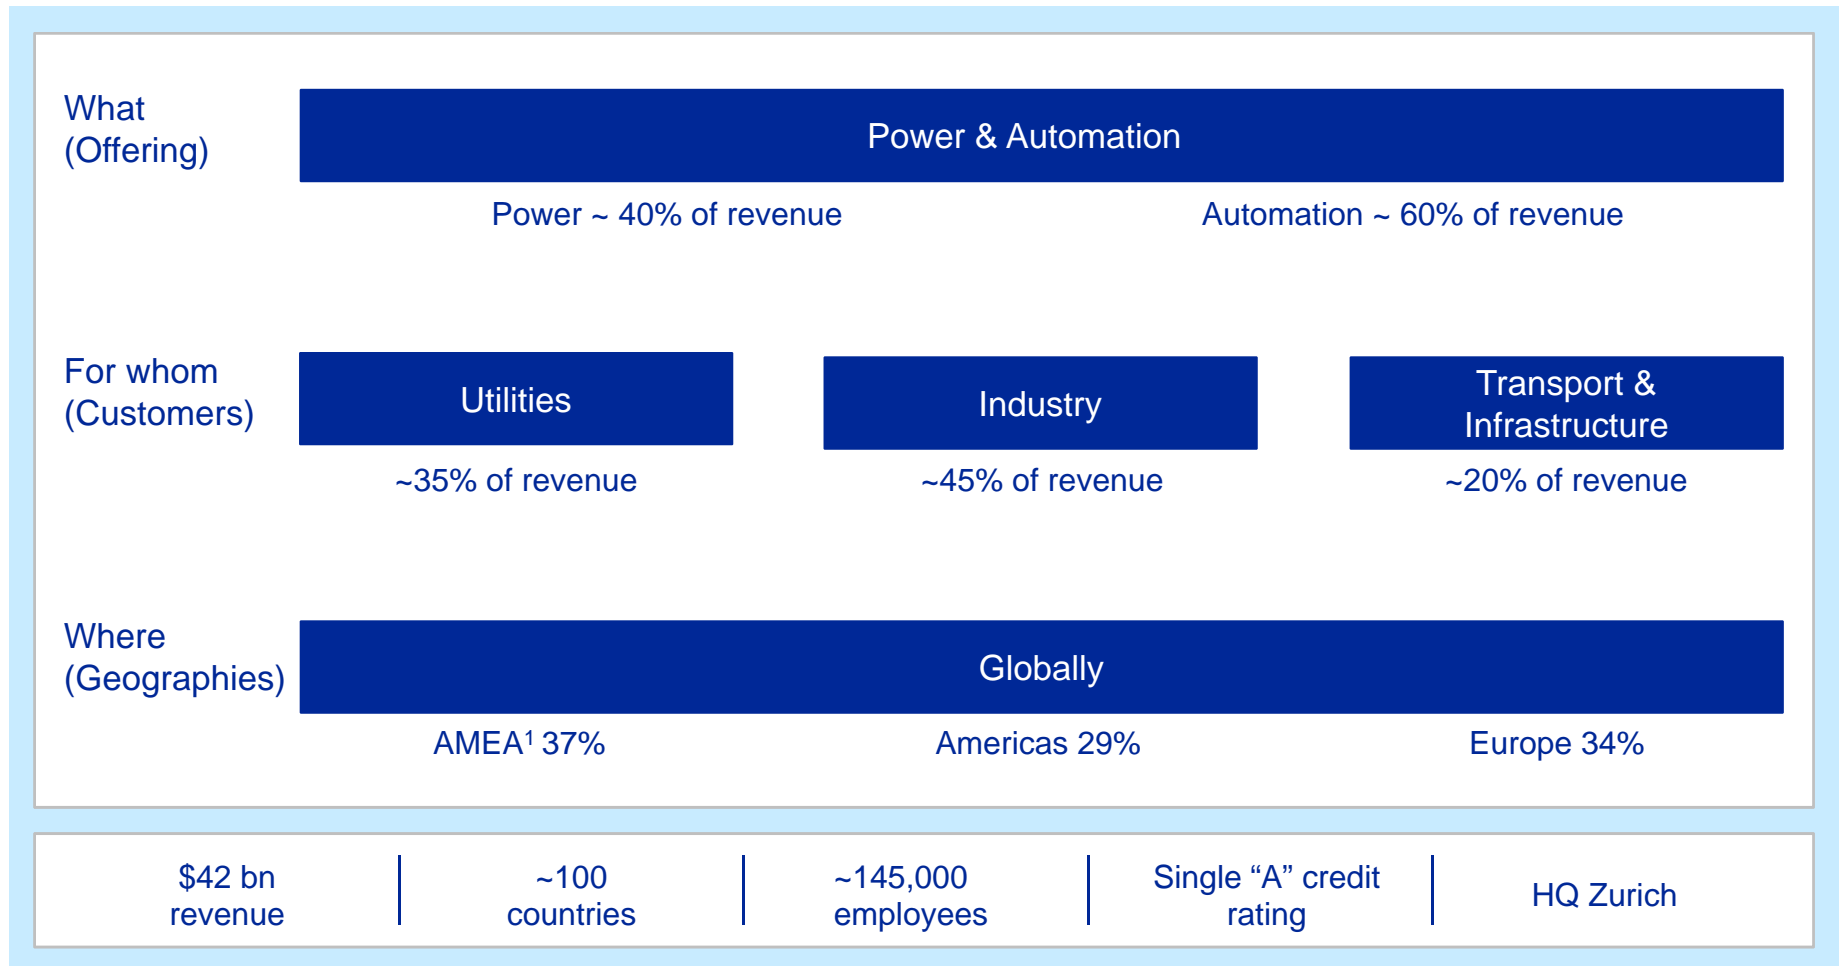 What
(Offering)
Power & Automation
Power ~ 40% of revenue
Automation ~ 60% of revenue
For whom
(Customers)
Utilities
Industry
Transport &
Infrastructure
~35% of revenue
~45% of revenue
~20% of revenue
Where
(Geographies)
Globally
AMEA¹ 37%
Americas 29%
Europe 34%
$42 bn
revenue
~100
countries
~145,000
employees
Single “A” credit
rating
HQ Zurich